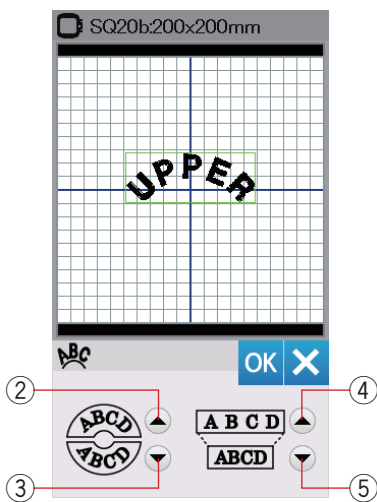 SQ20b:200x200mm
UPPER
ABC
OK
② ④
ABCD
A B C D
ABCD
ABCD
③ ⑤